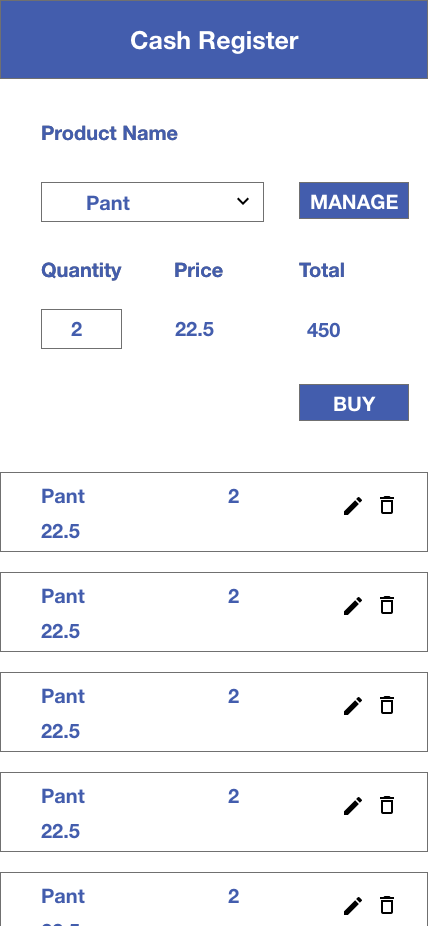 Cash Register
Product Name
Pant
MANAGE
Quantity Price Total
2 22.5 450
BUY
Pant 2
22.5
Pant 2
22.5
Pant 2
22.5
Pant 2
22.5
Pant 2